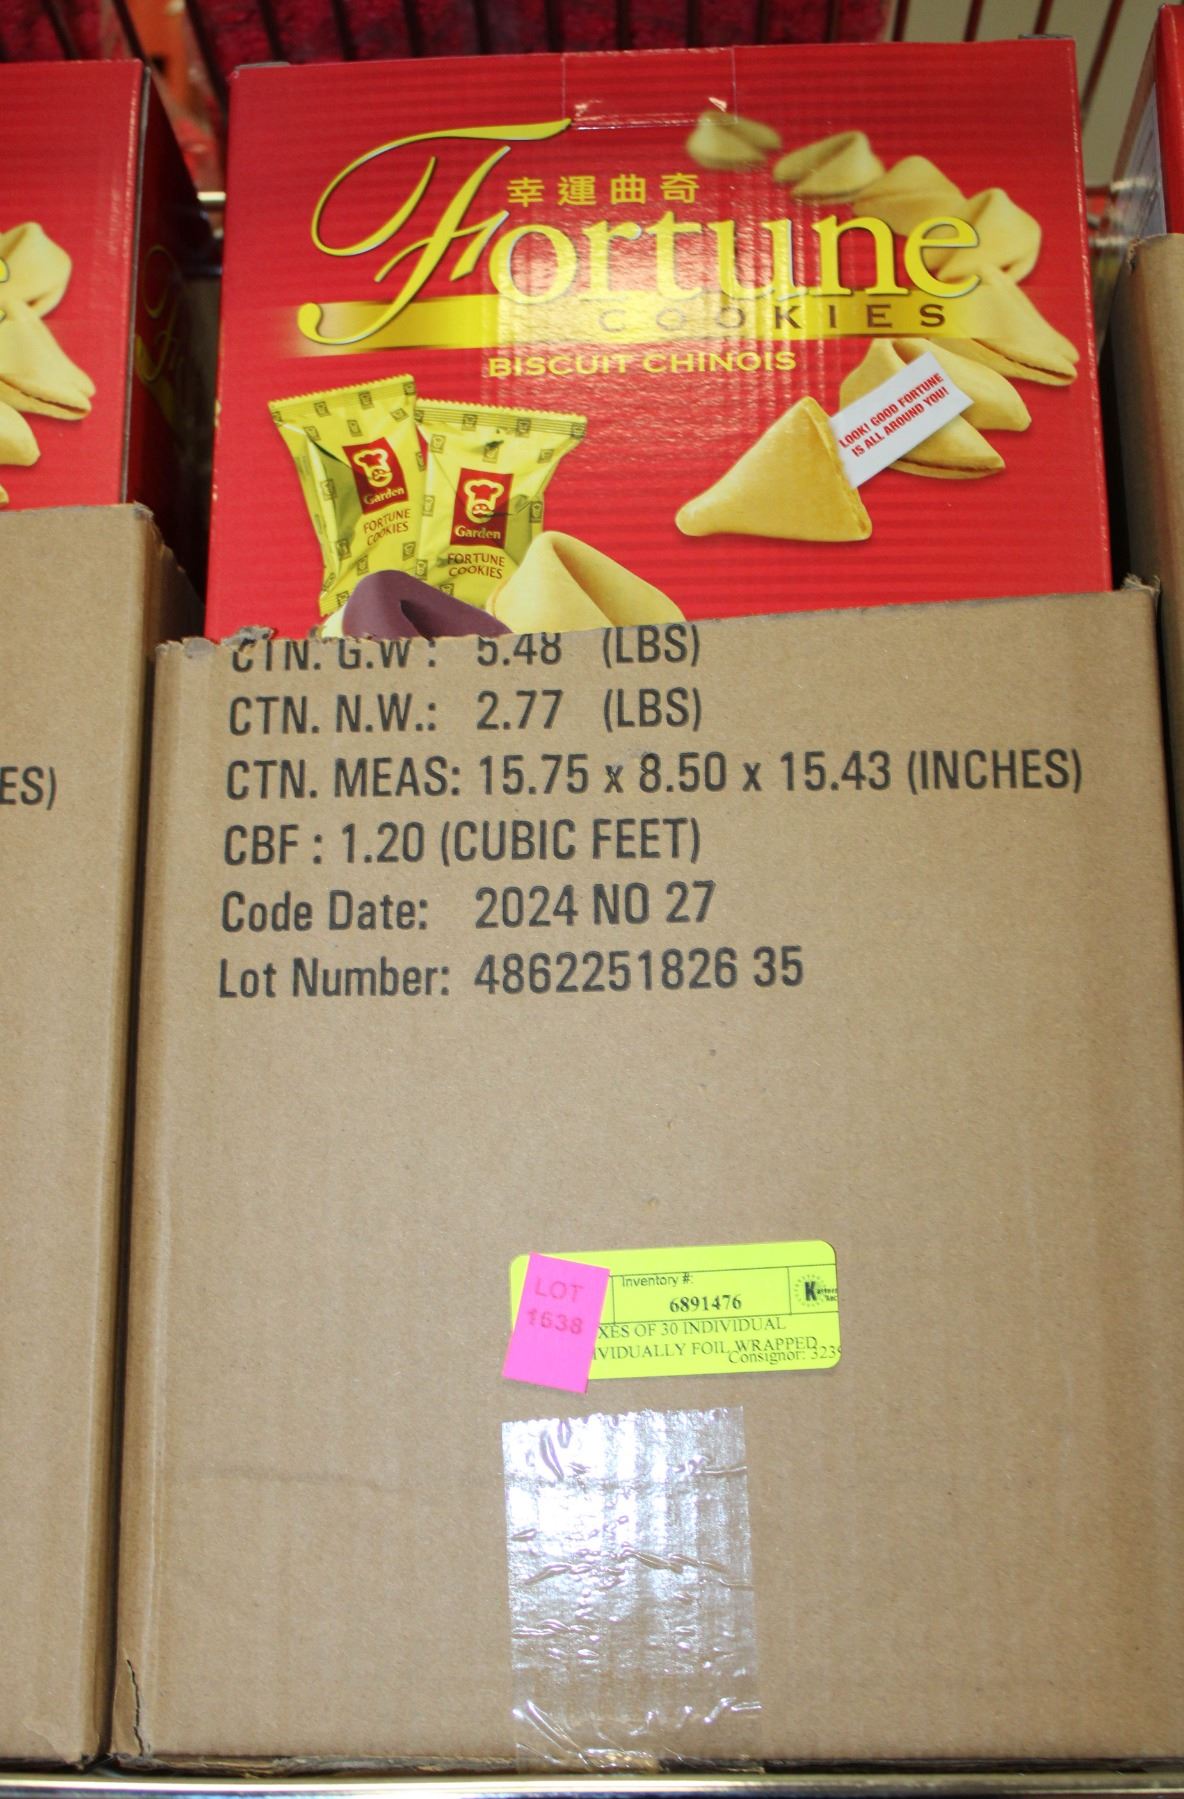 幸運曲奇
Fortune
COOKIES
BISCUIT CHINOIS
LOOK! GOOD FORTUNE
IS ALL AROUND YOU!
Garden
FORTUNE
COOKIES
Garden
FORTUNE
COOKIES
CTN. G.W : 5.48 (LBS)
CTN. N.W.: 2.77 (LBS)
CTN. MEAS: 15.75 x 8.50 x 15.43 (INCHES)
CBF : 1.20 (CUBIC FEET)
Code Date: 2024 NO 27
Lot Number: 4862251826 35
ES)
LOT
1638
Inventory #:
6891476
XES OF 30 INDIVIDUAL
IVIDUALLY FOIL WRAPPED
Consignor: 323